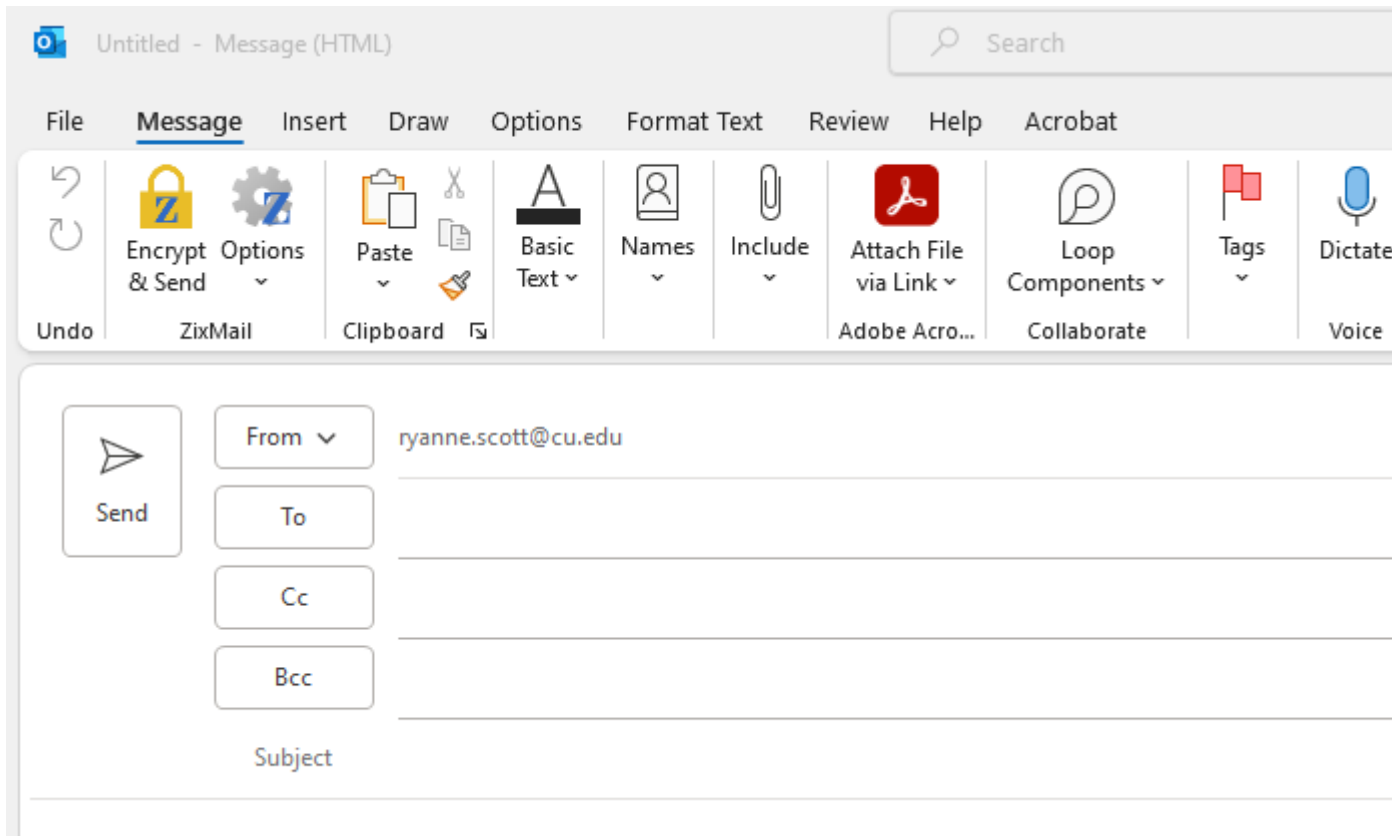 Untitled - Message (HTML)
Search
File Message Insert Draw Options Format Text Review Help Acrobat
Encrypt & Send
Options
Paste
Basic Text
Names
Include
Attach File via Link
Loop Components
Tags
Dictate
Undo ZixMail Clipboard Adobe Acro... Collaborate Voice
Send
From ryanne.scott@cu.edu
To
Cc
Bcc
Subject